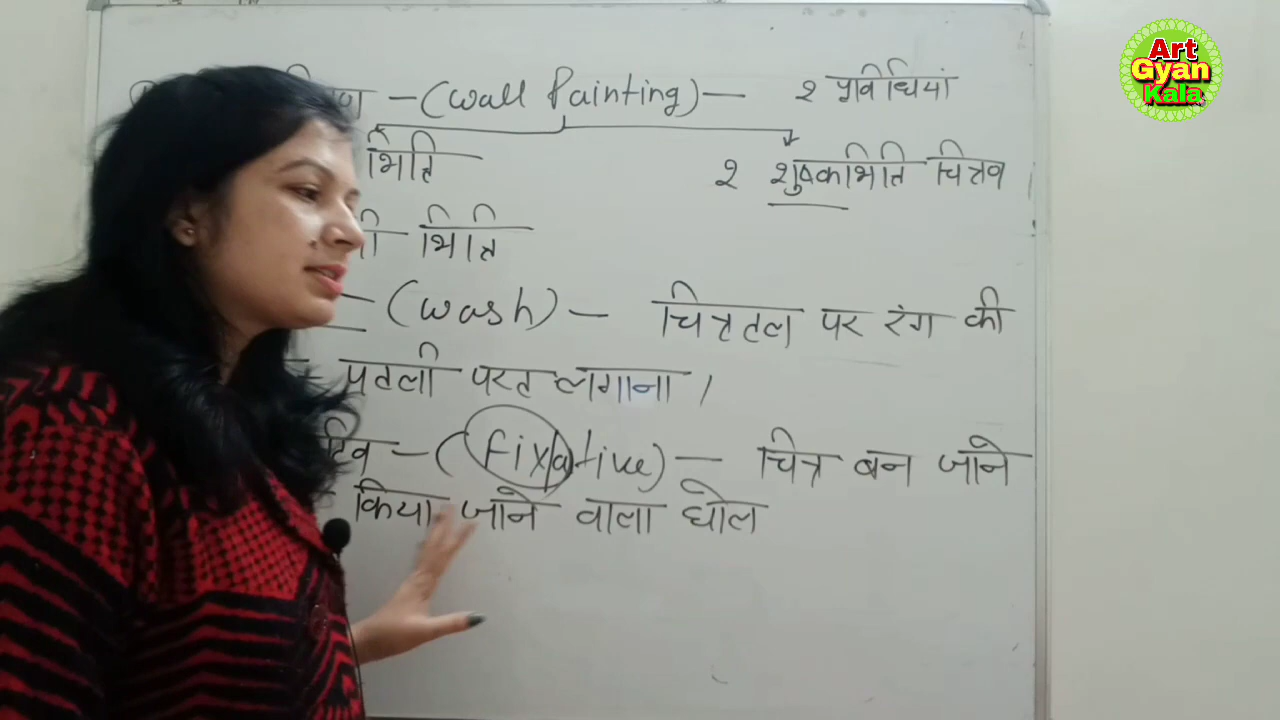 Art
Gyan
Kala
– (Wall Painting) – २ प्रविधियां
भित्ति
२ शुष्कभित्ति चित्रण
भित्ति
– (wash) – चित्रतल पर रंग की
पतली परत लगाना ।
– (fixative) – चित्र बन जाने
किया जाने वाला घोल